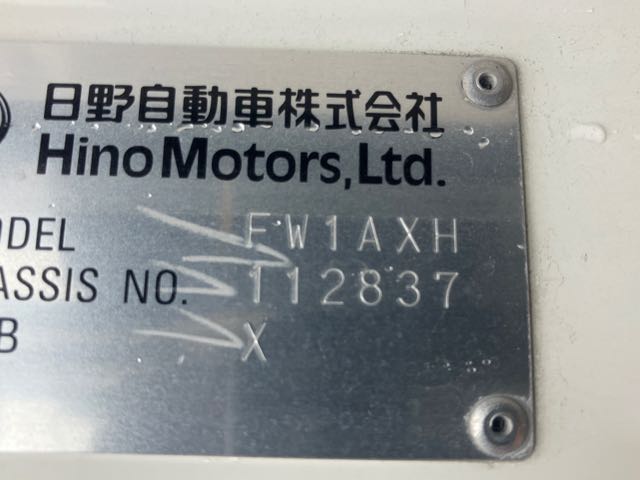 日野自動車株式会社
Hino Motors, Ltd.
ODEL FW1AXH
ASSIS NO. 112837
B X